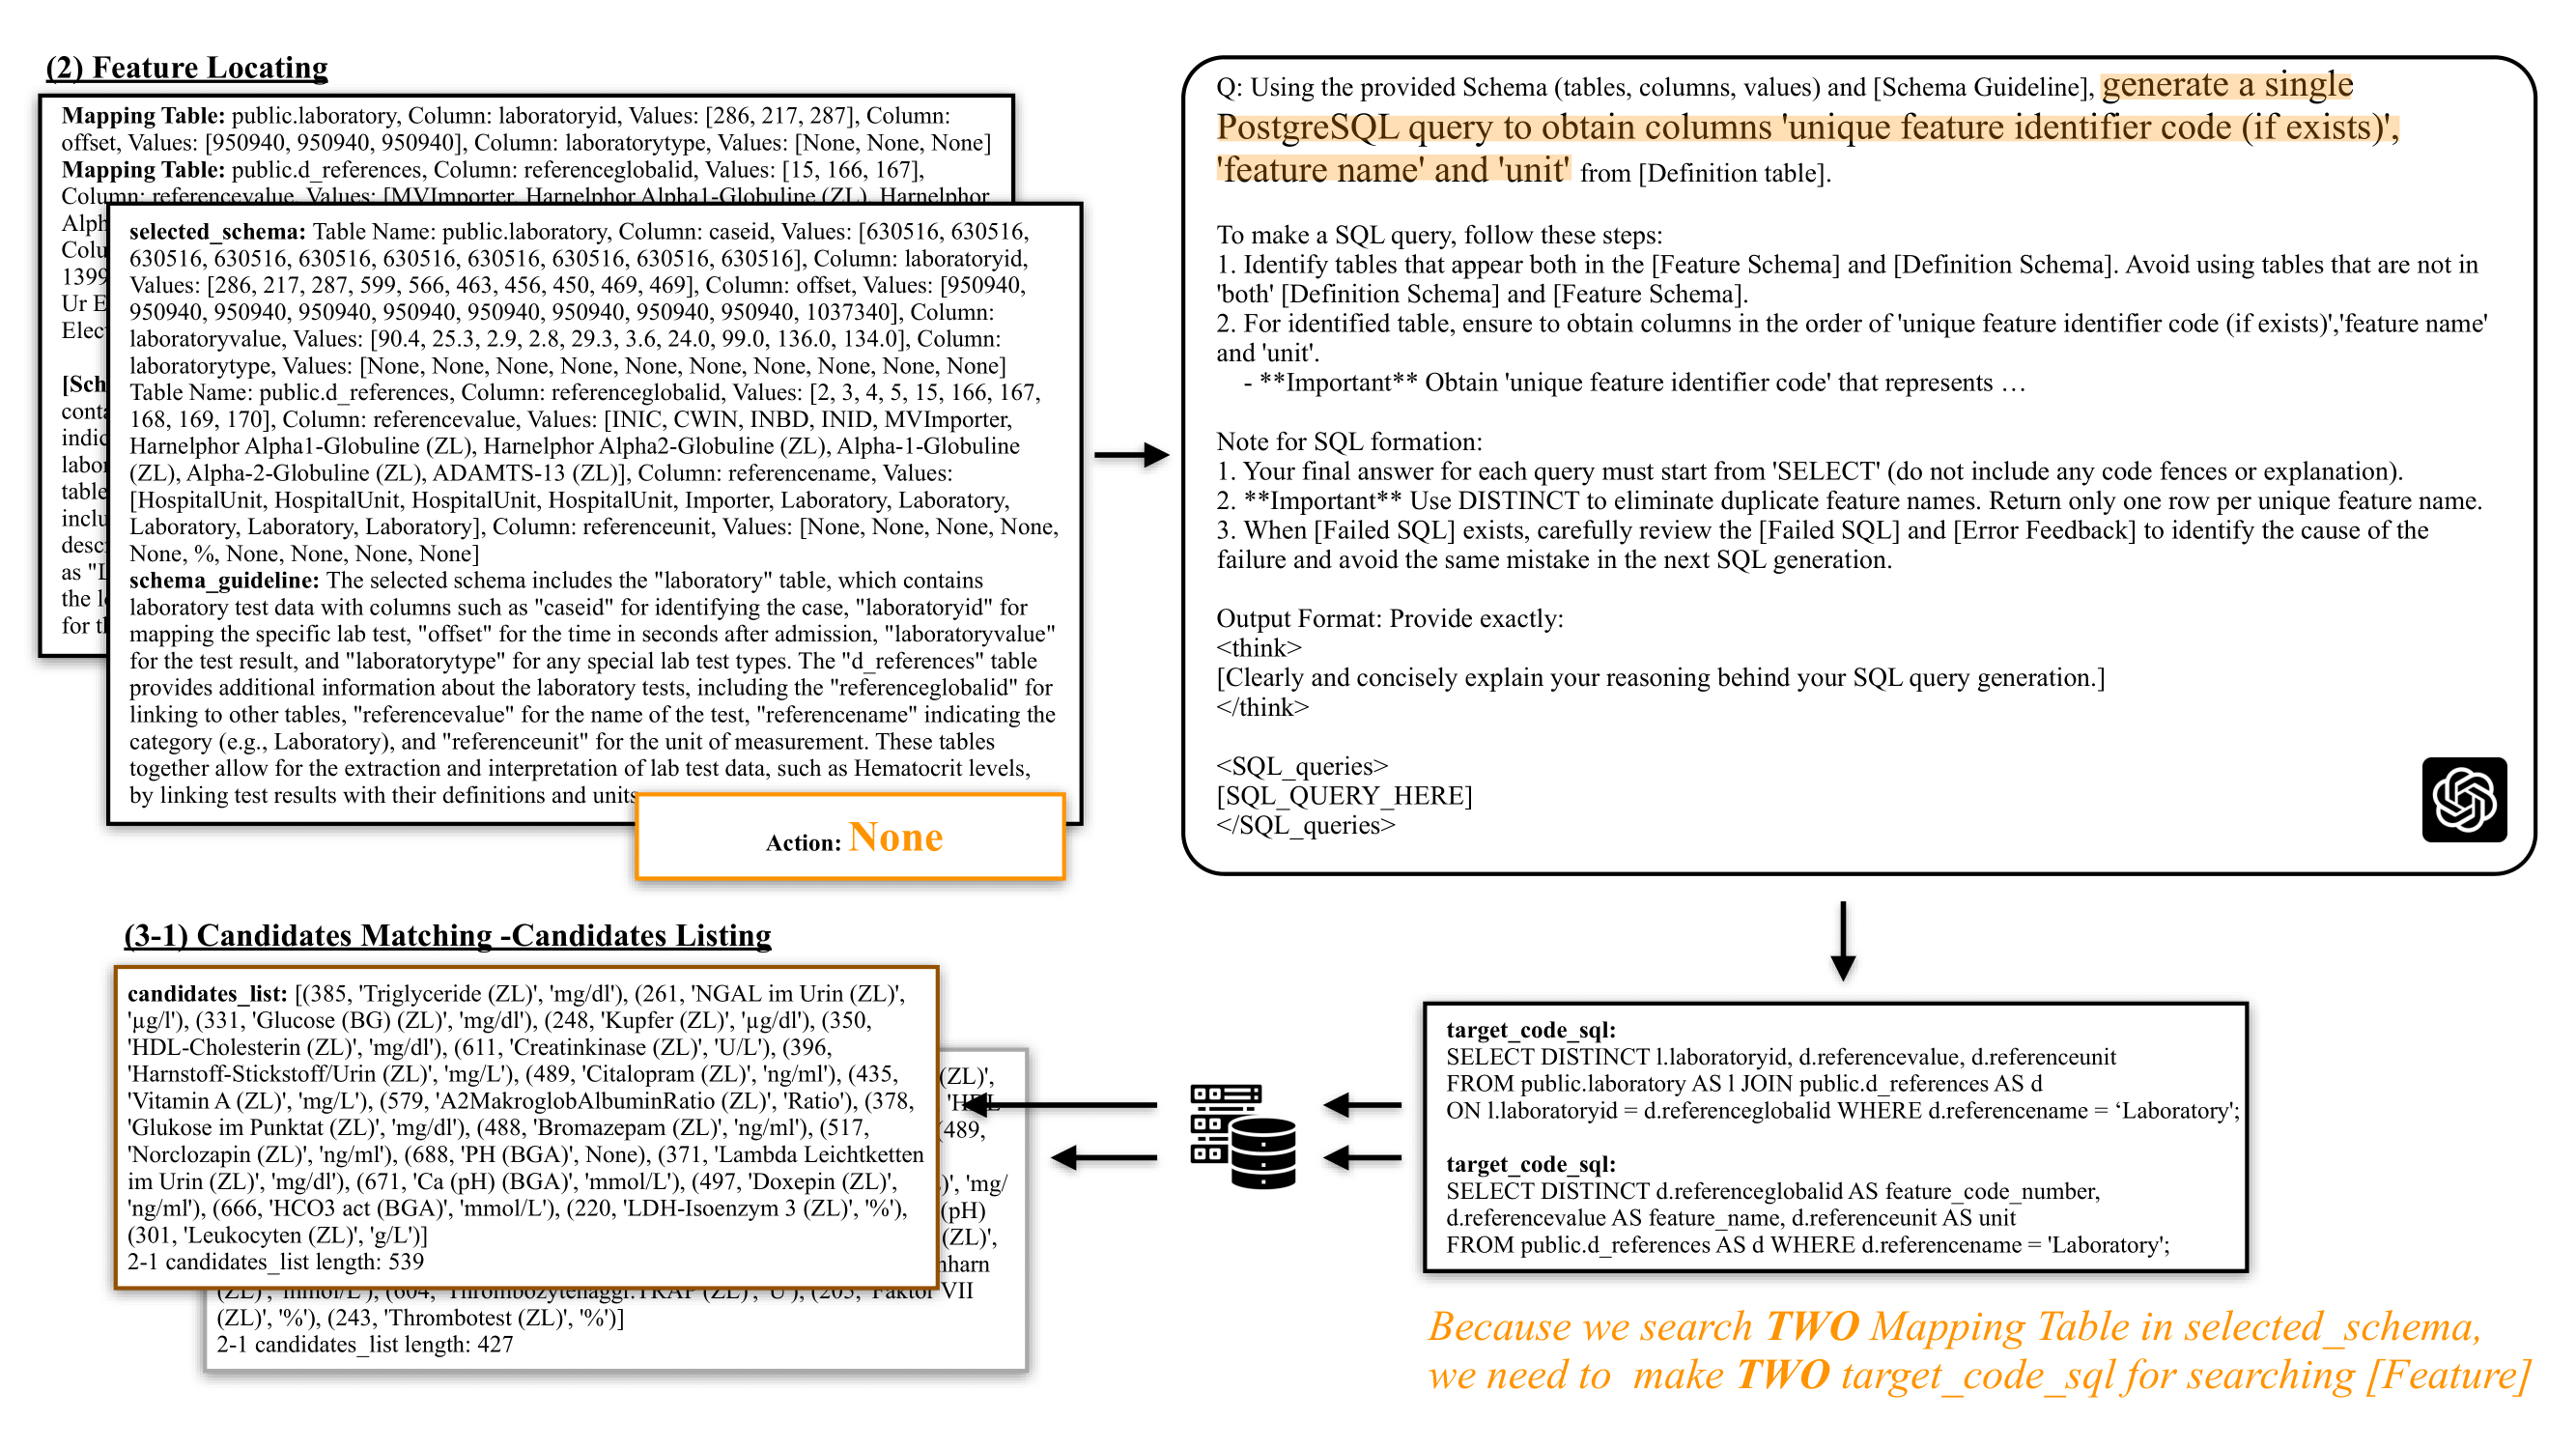 (2) Feature Locating
Mapping Table: public.laboratory, Column: laboratoryid, Values: [286, 217, 287], Column:
offset, Values: [950940, 950940, 950940], Column: laboratorytype, Values: [None, None, None]
Mapping Table: public.d_references, Column: referenceglobalid, Values: [15, 166, 167],
Column: referencevalue, Values: [MVImporter, Harnelphor Alpha1-Globuline (ZL), Harnelphor
1399
Ur E
selected_schema: Table Name: public.laboratory, Column: caseid, Values: [630516, 630516,
630516, 630516, 630516, 630516, 630516, 630516, 630516, 630516], Column: laboratoryid,
Values: [286, 217, 287, 599, 566, 463, 456, 450, 469, 469], Column: offset, Values: [950940,
950940, 950940, 950940, 950940, 950940, 950940, 950940, 950940, 1037340], Column:
laboratoryvalue, Values: [90.4, 25.3, 2.9, 2.8, 29.3, 3.6, 24.0, 99.0, 136.0, 134.0], Column:
laboratorytype, Values: [None, None, None, None, None, None, None, None, None, None]
Table Name: public.d_references, Column: referenceglobalid, Values: [2, 3, 4, 5, 15, 166, 167,
168, 169, 170], Column: referencevalue, Values: [INIC, CWIN, INBD, INID, MVImporter,
Harnelphor Alpha1-Globuline (ZL), Harnelphor Alpha2-Globuline (ZL), Alpha-1-Globuline
(ZL), Alpha-2-Globuline (ZL), ADAMTS-13 (ZL)], Column: referencename, Values:
[HospitalUnit, HospitalUnit, HospitalUnit, HospitalUnit, Importer, Laboratory, Laboratory,
Laboratory, Laboratory, Laboratory], Column: referenceunit, Values: [None, None, None, None,
None, %, None, None, None, None]
schema_guideline: The selected schema includes the "laboratory" table, which contains
laboratory test data with columns such as "caseid" for identifying the case, "laboratoryid" for
mapping the specific lab test, "offset" for the time in seconds after admission, "laboratoryvalue"
for the test result, and "laboratorytype" for any special lab test types. The "d_references" table
provides additional information about the laboratory tests, including the "referenceglobalid" for
linking to other tables, "referencevalue" for the name of the test, "referencename" indicating the
category (e.g., Laboratory), and "referenceunit" for the unit of measurement. These tables
together allow for the extraction and interpretation of lab test data, such as Hematocrit levels,
by linking test results with their definitions and units
Action: None
Q: Using the provided Schema (tables, columns, values) and [Schema Guideline], generate a single
PostgreSQL query to obtain columns 'unique feature identifier code (if exists)',
'feature name' and 'unit' from [Definition table].
To make a SQL query, follow these steps:
1. Identify tables that appear both in the [Feature Schema] and [Definition Schema]. Avoid using tables that are not in
'both' [Definition Schema] and [Feature Schema].
2. For identified table, ensure to obtain columns in the order of 'unique feature identifier code (if exists)','feature name'
and 'unit'.
- **Important** Obtain 'unique feature identifier code' that represents …
Note for SQL formation:
1. Your final answer for each query must start from 'SELECT' (do not include any code fences or explanation).
2. **Important** Use DISTINCT to eliminate duplicate feature names. Return only one row per unique feature name.
3. When [Failed SQL] exists, carefully review the [Failed SQL] and [Error Feedback] to identify the cause of the
failure and avoid the same mistake in the next SQL generation.
Output Format: Provide exactly:
<think>
[Clearly and concisely explain your reasoning behind your SQL query generation.]
</think>
<SQL_queries>
[SQL_QUERY_HERE]
</SQL_queries>
target_code_sql:
SELECT DISTINCT l.laboratoryid, d.referencevalue, d.referenceunit
FROM public.laboratory AS l JOIN public.d_references AS d
ON l.laboratoryid = d.referenceglobalid WHERE d.referencename = ‘Laboratory';
target_code_sql:
SELECT DISTINCT d.referenceglobalid AS feature_code_number,
d.referencevalue AS feature_name, d.referenceunit AS unit
FROM public.d_references AS d WHERE d.referencename = 'Laboratory';
Because we search TWO Mapping Table in selected_schema,
we need to make TWO target_code_sql for searching [Feature]
(3-1) Candidates Matching -Candidates Listing
candidates_list: [(385, 'Triglyceride (ZL)', 'mg/dl'), (261, 'NGAL im Urin (ZL)',
'µg/l'), (331, 'Glucose (BG) (ZL)', 'mg/dl'), (248, 'Kupfer (ZL)', 'µg/dl'), (350,
'HDL-Cholesterin (ZL)', 'mg/dl'), (611, 'Creatinkinase (ZL)', 'U/L'), (396,
'Harnstoff-Stickstoff/Urin (ZL)', 'mg/L'), (489, 'Citalopram (ZL)', 'ng/ml'), (435,
'Vitamin A (ZL)', 'mg/L'), (579, 'A2MakroglobAlbuminRatio (ZL)', 'Ratio'), (378,
'Glukose im Punktat (ZL)', 'mg/dl'), (488, 'Bromazepam (ZL)', 'ng/ml'), (517,
'Norclozapin (ZL)', 'ng/ml'), (688, 'PH (BGA)', None), (371, 'Lambda Leichtketten
im Urin (ZL)', 'mg/dl'), (671, 'Ca (pH) (BGA)', 'mmol/L'), (497, 'Doxepin (ZL)',
'ng/ml'), (666, 'HCO3 act (BGA)', 'mmol/L'), (220, 'LDH-Isoenzym 3 (ZL)', '%'),
(301, 'Leukocyten (ZL)', 'g/L')]
2-1 candidates_list length: 539
(ZL)',
(489,
', 'mg/
(pH)
(ZL)',
(ZL)', 'mmol/L'), (604, 'Thrombozytenaggr.TRAP (ZL)', 'U'), (205, 'Faktor VII
(ZL)', '%'), (243, 'Thrombotest (ZL)', '%')]
2-1 candidates_list length: 427